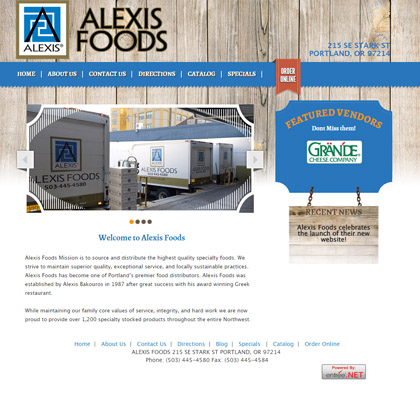 ALEXIS®
ALEXIS
FOODS
215 SE STARK ST
PORTLAND, OR 97214
HOME | ABOUT US | CONTACT US | DIRECTIONS | CATALOG | SPECIALS |
ORDER
ONLINE
ALEXIS
ALEXIS FOODS
503-445-4580
ALEXIS FOODS
FEATURED VENDORS
Dont Miss them!
GRANDE
CHEESE COMPANY
RECENT NEWS
Alexis Foods celebrates
the launch of their new
website!
Welcome to Alexis Foods
Alexis Foods Mission is to source and distribute the highest quality specialty foods. We
strive to maintain superior quality, exceptional service, and locally sustainable practices.
Alexis Foods has become one of Portland's premier food distributors. Alexis Foods was
established by Alexis Bakouros in 1987 after great success with his award winning Greek
restaurant.
While maintaining our family core values of service, integrity, and hard work we are now
proud to provide over 1,200 specialty stocked products throughout the entire Northwest.
Home | About Us | Contact Us | Directions | Blog | Specials | Catalog | Order Online
ALEXIS FOODS 215 SE STARK ST PORTLAND, OR 97214
Phone: (503) 445-4580 Fax: (503) 445-4584
Powered By:
entrée.NET